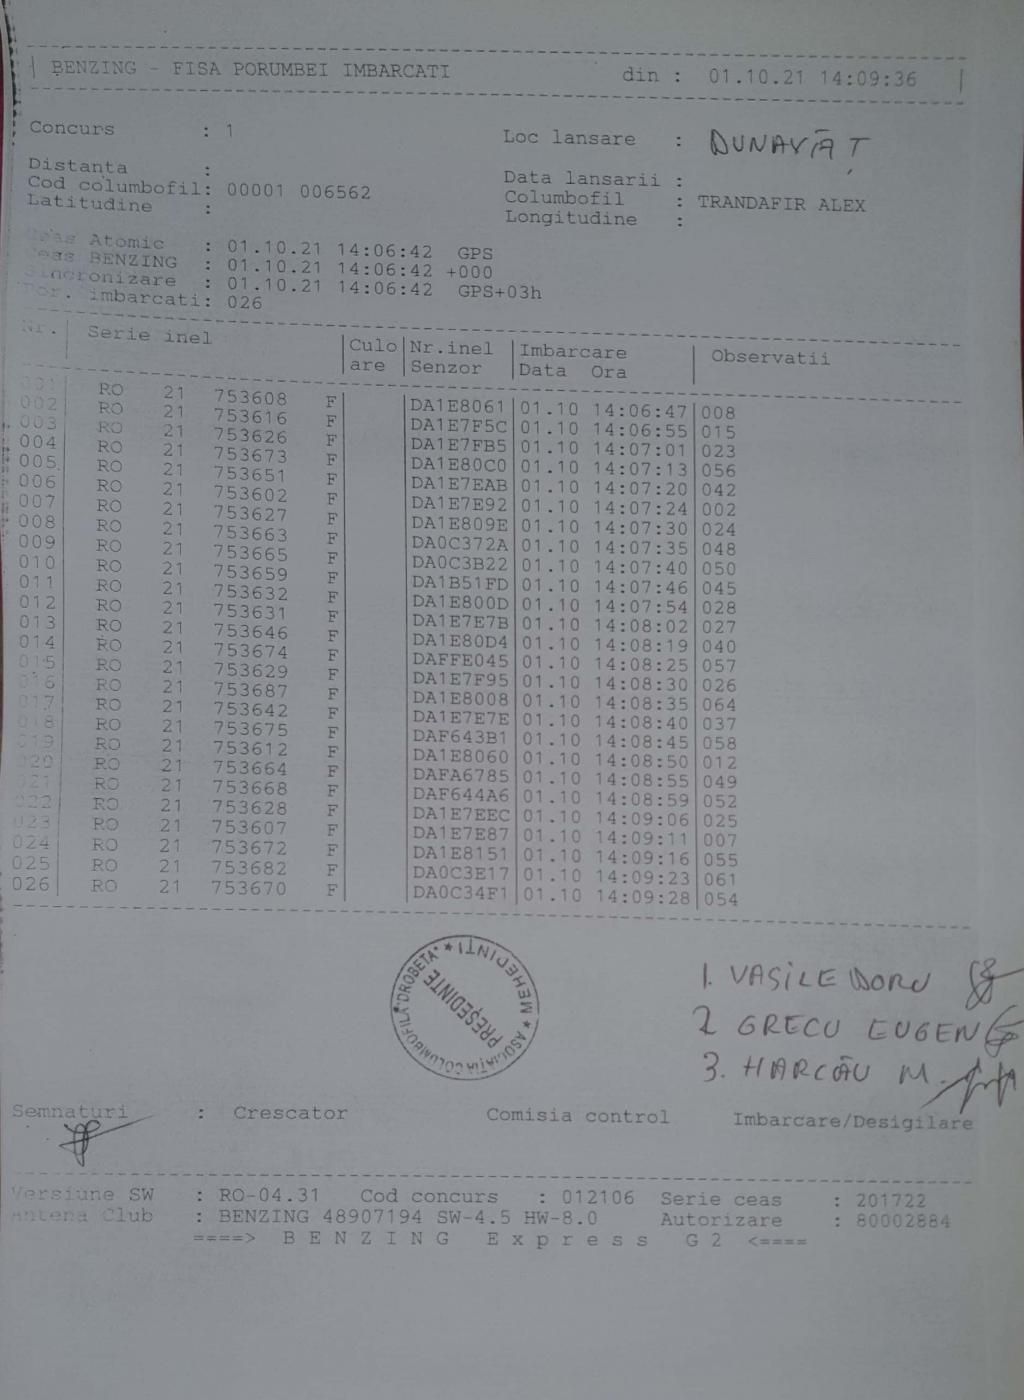 BENZING - FISA PORUMBEI IMBARCATI din : 01.10.21 14:09:36
Concurs : 1 Loc lansare : DUNAVĂȚ
Distanta : Data lansarii :
Cod columbofil: 00001 006562 Columbofil : TRANDAFIR ALEX
Latitudine : Longitudine :
Ceas Atomic : 01.10.21 14:06:42 GPS
Ceas BENZING : 01.10.21 14:06:42 +000
Sincronizare : 01.10.21 14:06:42 GPS+03h
Por. imbarcati: 026
Nr. Serie inel Culo Nr.inel Imbarcare Observatii
are Senzor Data Ora
001 RO 21 753608 F DA1E8061 01.10 14:06:47 008
002 RO 21 753616 F DA1E7F5C 01.10 14:06:55 015
003 RO 21 753626 F DA1E7FB5 01.10 14:07:01 023
004 RO 21 753673 F DA1E80C0 01.10 14:07:13 056
005 RO 21 753651 F DA1E7EAB 01.10 14:07:20 042
006 RO 21 753602 F DA1E7E92 01.10 14:07:24 002
007 RO 21 753627 F DA1E809E 01.10 14:07:30 024
008 RO 21 753663 F DA0C372A 01.10 14:07:35 048
009 RO 21 753665 F DA0C3B22 01.10 14:07:40 050
010 RO 21 753659 F DA1B51FD 01.10 14:07:46 045
011 RO 21 753632 F DA1E800D 01.10 14:07:54 028
012 RO 21 753631 F DA1E7E7B 01.10 14:08:02 027
013 RO 21 753646 F DA1E80D4 01.10 14:08:19 040
014 RO 21 753674 F DAFFE045 01.10 14:08:25 057
015 RO 21 753629 F DA1E7F95 01.10 14:08:30 026
016 RO 21 753687 F DA1E8008 01.10 14:08:35 064
017 RO 21 753642 F DA1E7E7E 01.10 14:08:40 037
018 RO 21 753675 F DAF643B1 01.10 14:08:45 058
019 RO 21 753612 F DA1E8060 01.10 14:08:50 012
020 RO 21 753664 F DAFA6785 01.10 14:08:55 049
021 RO 21 753668 F DAF644A6 01.10 14:08:59 052
022 RO 21 753628 F DA1E7EEC 01.10 14:09:06 025
023 RO 21 753607 F DA1E7E87 01.10 14:09:11 007
024 RO 21 753672 F DA1E8151 01.10 14:09:16 055
025 RO 21 753682 F DA0C3E17 01.10 14:09:23 061
026 RO 21 753670 F DA0C34F1 01.10 14:09:28 054
ASOCIAȚIA COLUMBOFILĂ "DROBETA" * MEHEDINȚI *
PREȘEDINTE
1. VASILE DORU
2 GRECU EUGEN
3. HARCĂU M.
Semnaturi : Crescator Comisia control Imbarcare/Desigilare
Versiune SW : RO-04.31 Cod concurs : 012106 Serie ceas : 201722
Antena Club : BENZING 48907194 SW-4.5 HW-8.0 Autorizare : 80002884
====> BENZING Express G2 <====